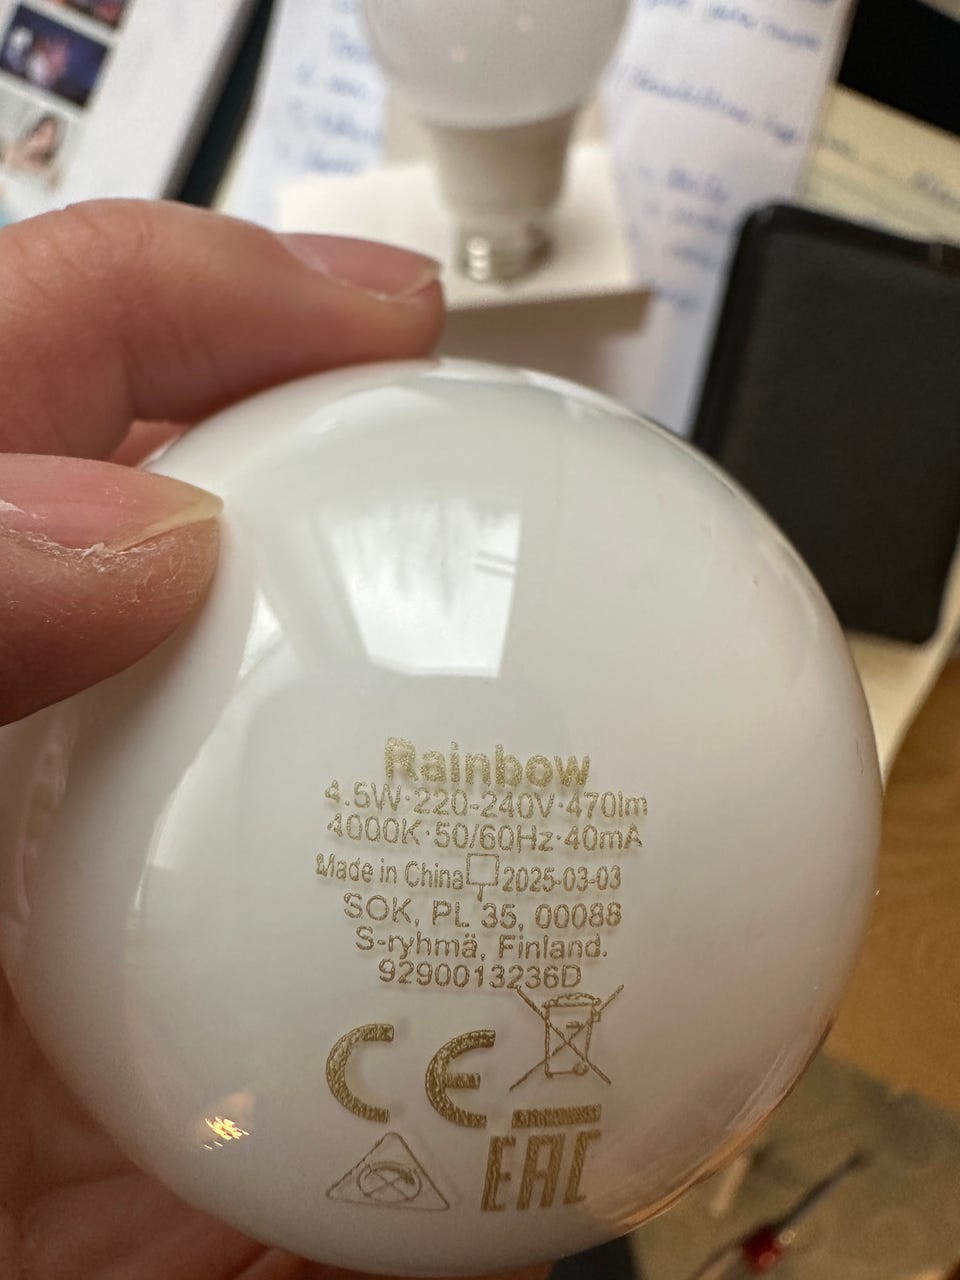 Rainbow
4.5W·220-240V·470lm
4000K·50/60Hz·40mA
Made in China 2025-03-03
SOK, PL 35, 00088
S-ryhmä, Finland.
9290013236D
CE
EAC